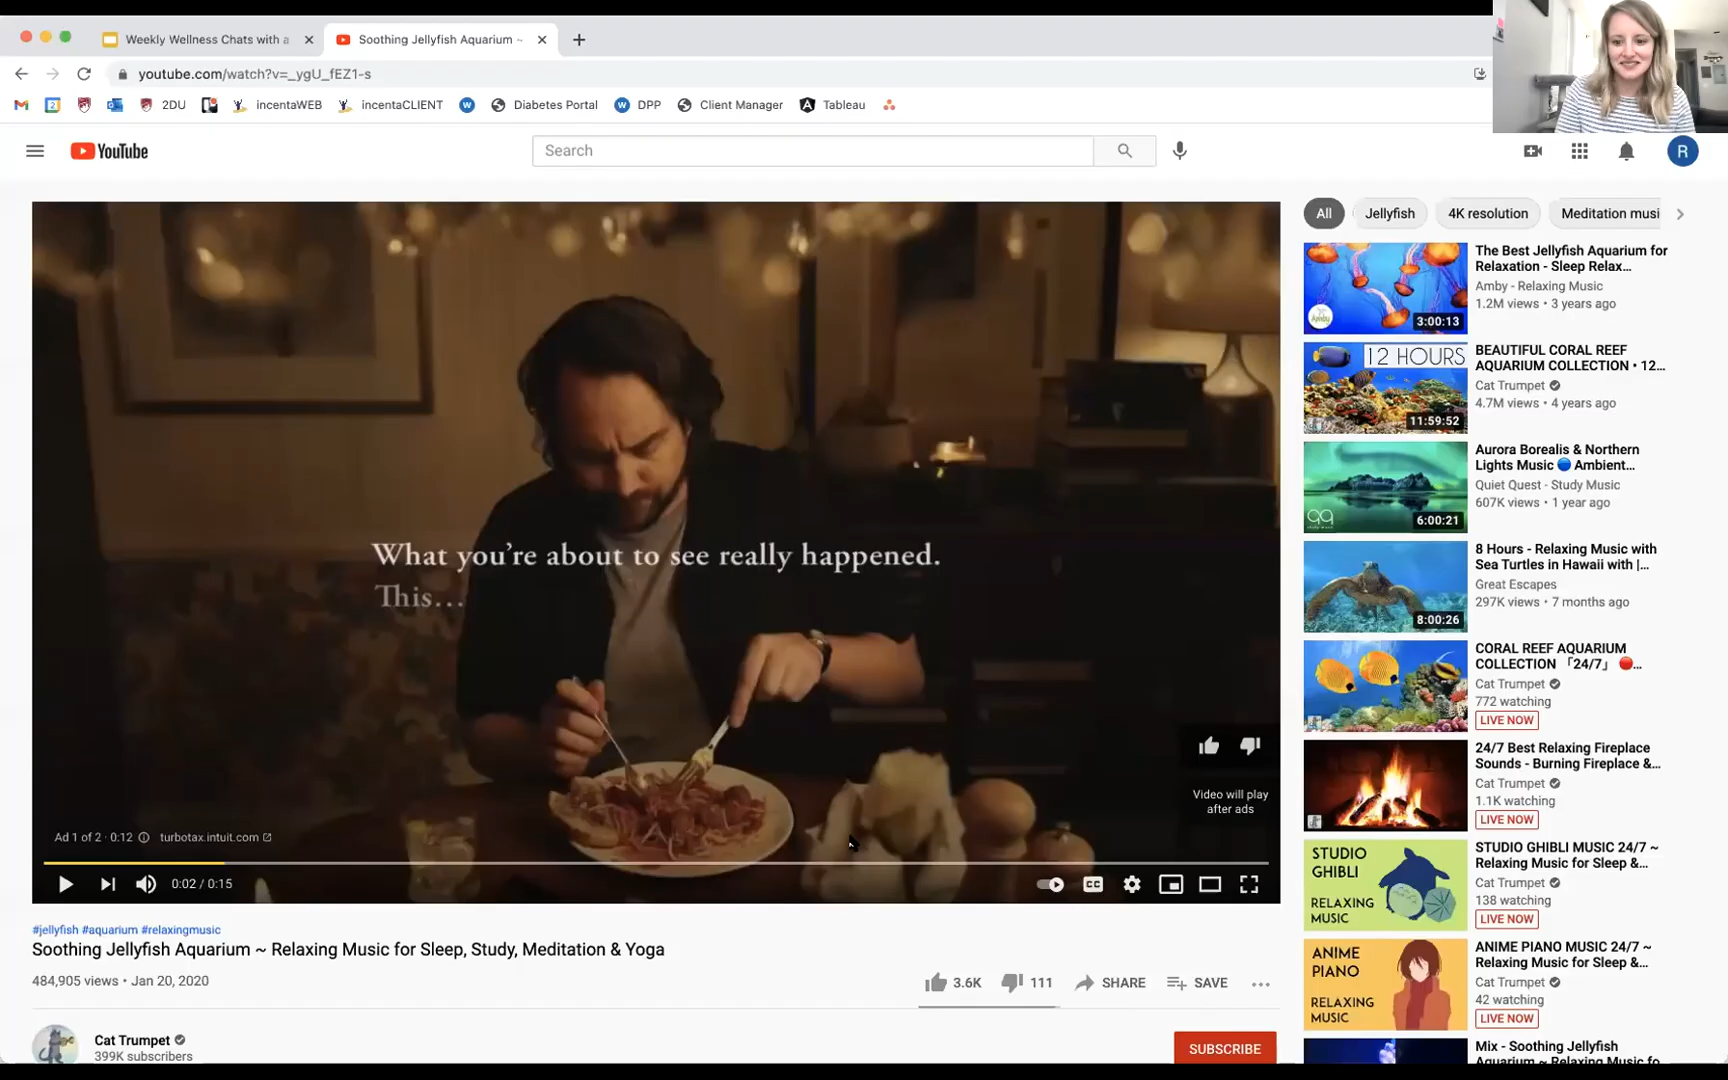 Weekly Wellness Chats with a
Soothing Jellyfish Aquarium ~
youtube.com/watch?v=_ygU_fEZ1-s
2DU
incentaWEB
incentaCLIENT
Diabetes Portal
DPP
Client Manager
Tableau
YouTube
Search
R
What you're about to see really happened.
This...
Video will play
after ads
Ad 1 of 2 · 0:12
turbotax.intuit.com
0:02 / 0:15
CC
#jellyfish #aquarium #relaxingmusic
Soothing Jellyfish Aquarium ~ Relaxing Music for Sleep, Study, Meditation & Yoga
484,905 views • Jan 20, 2020
3.6K
111
SHARE
SAVE
Cat Trumpet
399K subscribers
SUBSCRIBE
All
Jellyfish
4K resolution
Meditation musi
3:00:13
The Best Jellyfish Aquarium for
Relaxation - Sleep Relax...
Amby - Relaxing Music
1.2M views • 3 years ago
12 HOURS
11:59:52
BEAUTIFUL CORAL REEF
AQUARIUM COLLECTION • 12...
Cat Trumpet
4.7M views • 4 years ago
6:00:21
Aurora Borealis & Northern
Lights Music 🔵 Ambient...
Quiet Quest - Study Music
607K views • 1 year ago
8:00:26
8 Hours - Relaxing Music with
Sea Turtles in Hawaii with |...
Great Escapes
297K views • 7 months ago
CORAL REEF AQUARIUM
COLLECTION 「24/7」 🔴...
Cat Trumpet
772 watching
LIVE NOW
24/7 Best Relaxing Fireplace
Sounds - Burning Fireplace &...
Cat Trumpet
1.1K watching
LIVE NOW
STUDIO
GHIBLI
RELAXING
MUSIC
STUDIO GHIBLI MUSIC 24/7 ~
Relaxing Music for Sleep &...
Cat Trumpet
138 watching
LIVE NOW
ANIME
PIANO
RELAXING
MUSIC
ANIME PIANO MUSIC 24/7 ~
Relaxing Music for Sleep &...
Cat Trumpet
42 watching
LIVE NOW
Mix - Soothing Jellyfish
Aquarium ~ Relaxing Music fo